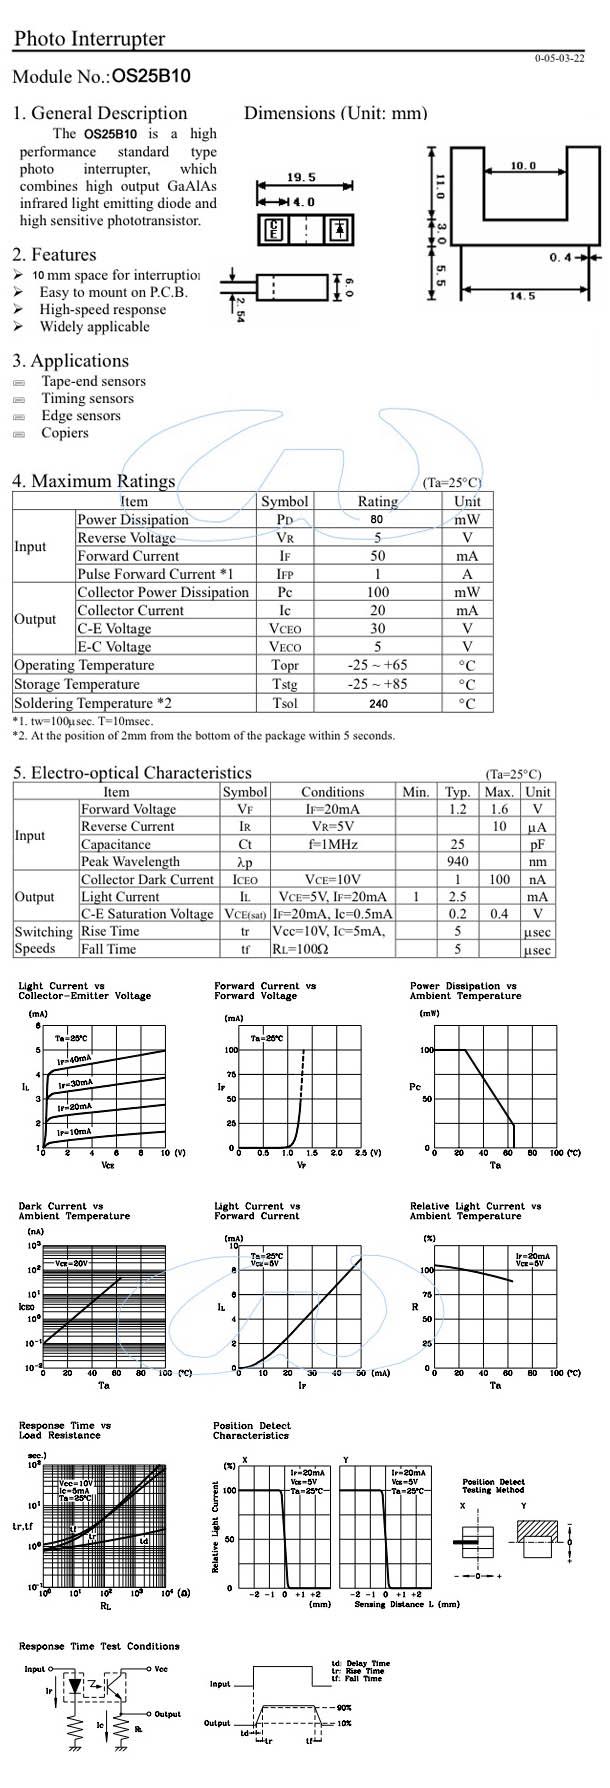 Photo Interrupter
0-05-03-22
Module No.:OS25B10
1. General Description
The OS25B10 is a high
performance standard type
photo interrupter, which
combines high output GaAlAs
infrared light emitting diode and
high sensitive phototransistor.
2. Features
➢ 10 mm space for interruption
➢ Easy to mount on P.C.B.
➢ High-speed response
➢ Widely applicable
3. Applications
Tape-end sensors
Timing sensors
Edge sensors
Copiers
Dimensions (Unit: mm)
19.5
4.0
C
E
2.54
6.0
11.0
3.0
5.5
10.0
0.4
14.5
4. Maximum Ratings (Ta=25°C)
Item Symbol Rating Unit
Input
Power Dissipation PD 80 mW
Reverse Voltage VR 5 V
Forward Current IF 50 mA
Pulse Forward Current *1 IFP 1 A
Output
Collector Power Dissipation Pc 100 mW
Collector Current Ic 20 mA
C-E Voltage VCEO 30 V
E-C Voltage VECO 5 V
Operating Temperature Topr -25 ~ +65 °C
Storage Temperature Tstg -25 ~ +85 °C
Soldering Temperature *2 Tsol 240 °C
*1. tw=100μsec. T=10msec.
*2. At the position of 2mm from the bottom of the package within 5 seconds.
5. Electro-optical Characteristics (Ta=25°C)
Item Symbol Conditions Min. Typ. Max. Unit
Input
Forward Voltage VF IF=20mA 1.2 1.6 V
Reverse Current IR VR=5V 10 μA
Capacitance Ct f=1MHz 25 pF
Peak Wavelength λp 940 nm
Output
Collector Dark Current ICEO VCE=10V 1 100 nA
Light Current IL VCE=5V, IF=20mA 1 2.5 mA
C-E Saturation Voltage VCE(sat) IF=20mA, Ic=0.5mA 0.2 0.4 V
Switching Speeds
Rise Time tr Vcc=10V, IC=5mA, 5 μsec
Fall Time tf RL=100Ω 5 μsec
Light Current vs
Collector-Emitter Voltage
(mA)
6
5
4
3
2
1
IL
Ta=25°C
IF=40mA
IF=30mA
IF=20mA
IF=10mA
0 2 4 6 8 10 (V)
VCE
Forward Current vs
Forward Voltage
(mA)
100
75
50
25
0
IF
Ta=25°C
0 0.5 1.0 1.5 2.0 2.5 (V)
VF
Power Dissipation vs
Ambient Temperature
(mW)
100
50
0
Pc
0 20 40 60 80 100 (°C)
Ta
Dark Current vs
Ambient Temperature
(nA)
10³
10²
10¹
10⁰
10⁻¹
10⁻²
ICEO
VCE=20V
0 20 40 60 80 100 (°C)
Ta
Light Current vs
Forward Current
(mA)
10
8
6
4
2
0
IL
Ta=25°C
VCE=5V
0 10 20 30 40 50 (mA)
IF
Relative Light Current vs
Ambient Temperature
(%)
100
75
50
25
0
R
IF=20mA
VCE=5V
0 20 40 60 80 100 (°C)
Ta
Response Time vs
Load Resistance
sec.)
10²
10¹
10⁰
10⁻¹
tr,tf
Vcc=10V
Ic=5mA
Ta=25°C
tf
tr
td
10⁰ 10¹ 10² 10³ 10⁴ (Ω)
RL
Position Detect
Characteristics
(%) X Y
100
50
0
Relative Light Current
IF=20mA
VCE=5V
Ta=25°C
IF=20mA
VCE=5V
Ta=25°C
-2 -1 0 +1 +2
(mm)
-2 -1 0 +1 +2
Sensing Distance L (mm)
Position Detect
Testing Method
X Y
- 0 +
- 0 +
Response Time Test Conditions
Input
Vcc
IF
Output
Ic
RL
td: Delay Time
tr: Rise Time
tf: Fall Time
Input
Output
90%
10%
td
tr
tf